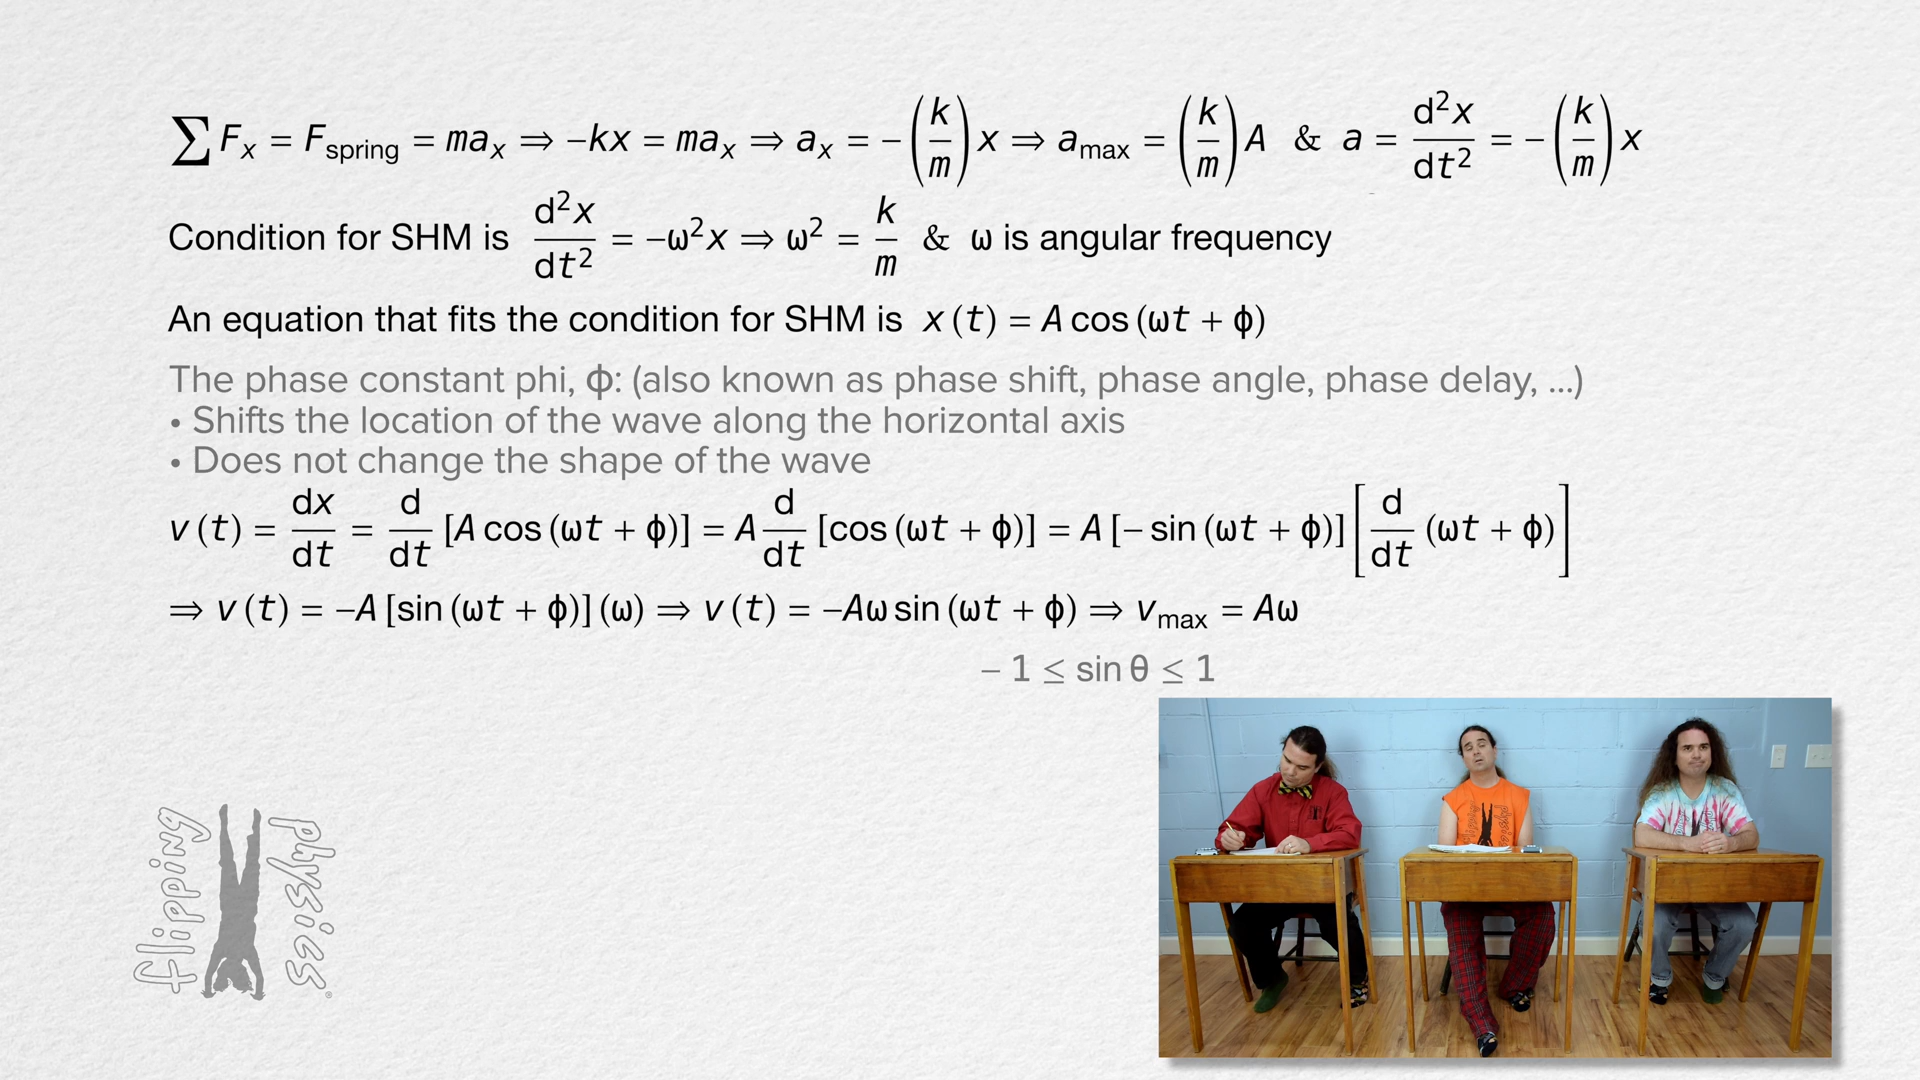 ∑Fₓ = F_spring = maₓ ⇒ −kx = maₓ ⇒ aₓ = −(k/m)x ⇒ a_max = (k/m)A & a = d²x/dt² = −(k/m)x
Condition for SHM is d²x/dt² = −ω²x ⇒ ω² = k/m & ω is angular frequency
An equation that fits the condition for SHM is x(t) = A cos(ωt + ϕ)
The phase constant phi, ϕ: (also known as phase shift, phase angle, phase delay, ...)
• Shifts the location of the wave along the horizontal axis
• Does not change the shape of the wave
v(t) = dx/dt = d/dt [A cos(ωt + ϕ)] = A d/dt [cos(ωt + ϕ)] = A[− sin(ωt + ϕ)][d/dt (ωt + ϕ)]
⇒ v(t) = −A[sin(ωt + ϕ)](ω) ⇒ v(t) = −Aω sin(ωt + ϕ) ⇒ v_max = Aω
− 1 ≤ sin θ ≤ 1
flipping physics®